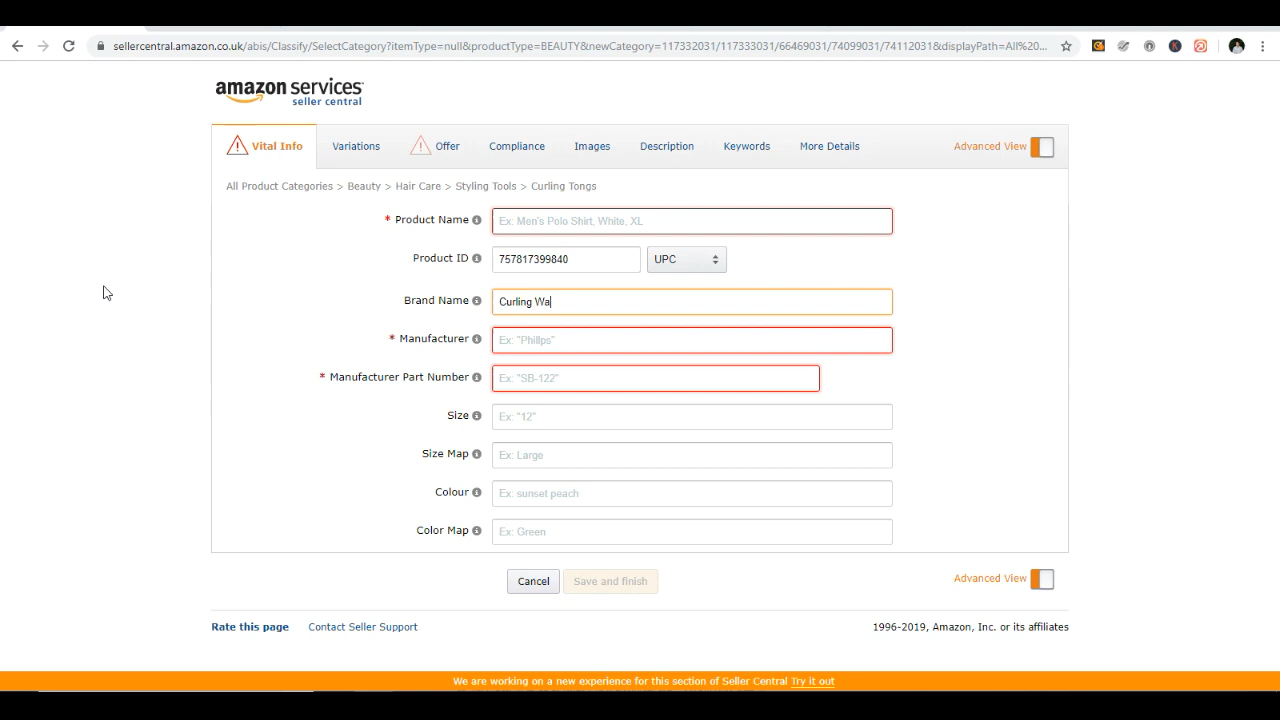 sellercentral.amazon.co.uk/abis/Classify/SelectCategory?itemType=null&productType=BEAUTY&newCategory=117332031/117333031/66469031/74099031/74112031&displayPath=All%20...
amazon services
seller central
Vital Info
Variations
Offer
Compliance
Images
Description
Keywords
More Details
Advanced View
All Product Categories > Beauty > Hair Care > Styling Tools > Curling Tongs
* Product Name Ex: Men's Polo Shirt, White, XL
Product ID 757817399840 UPC
Brand Name Curling Wa
* Manufacturer Ex: "Phillps"
* Manufacturer Part Number Ex: "SB-122"
Size Ex: "12"
Size Map Ex: Large
Colour Ex: sunset peach
Color Map Ex: Green
Cancel Save and finish Advanced View
Rate this page Contact Seller Support 1996-2019, Amazon, Inc. or its affiliates
We are working on a new experience for this section of Seller Central Try it out